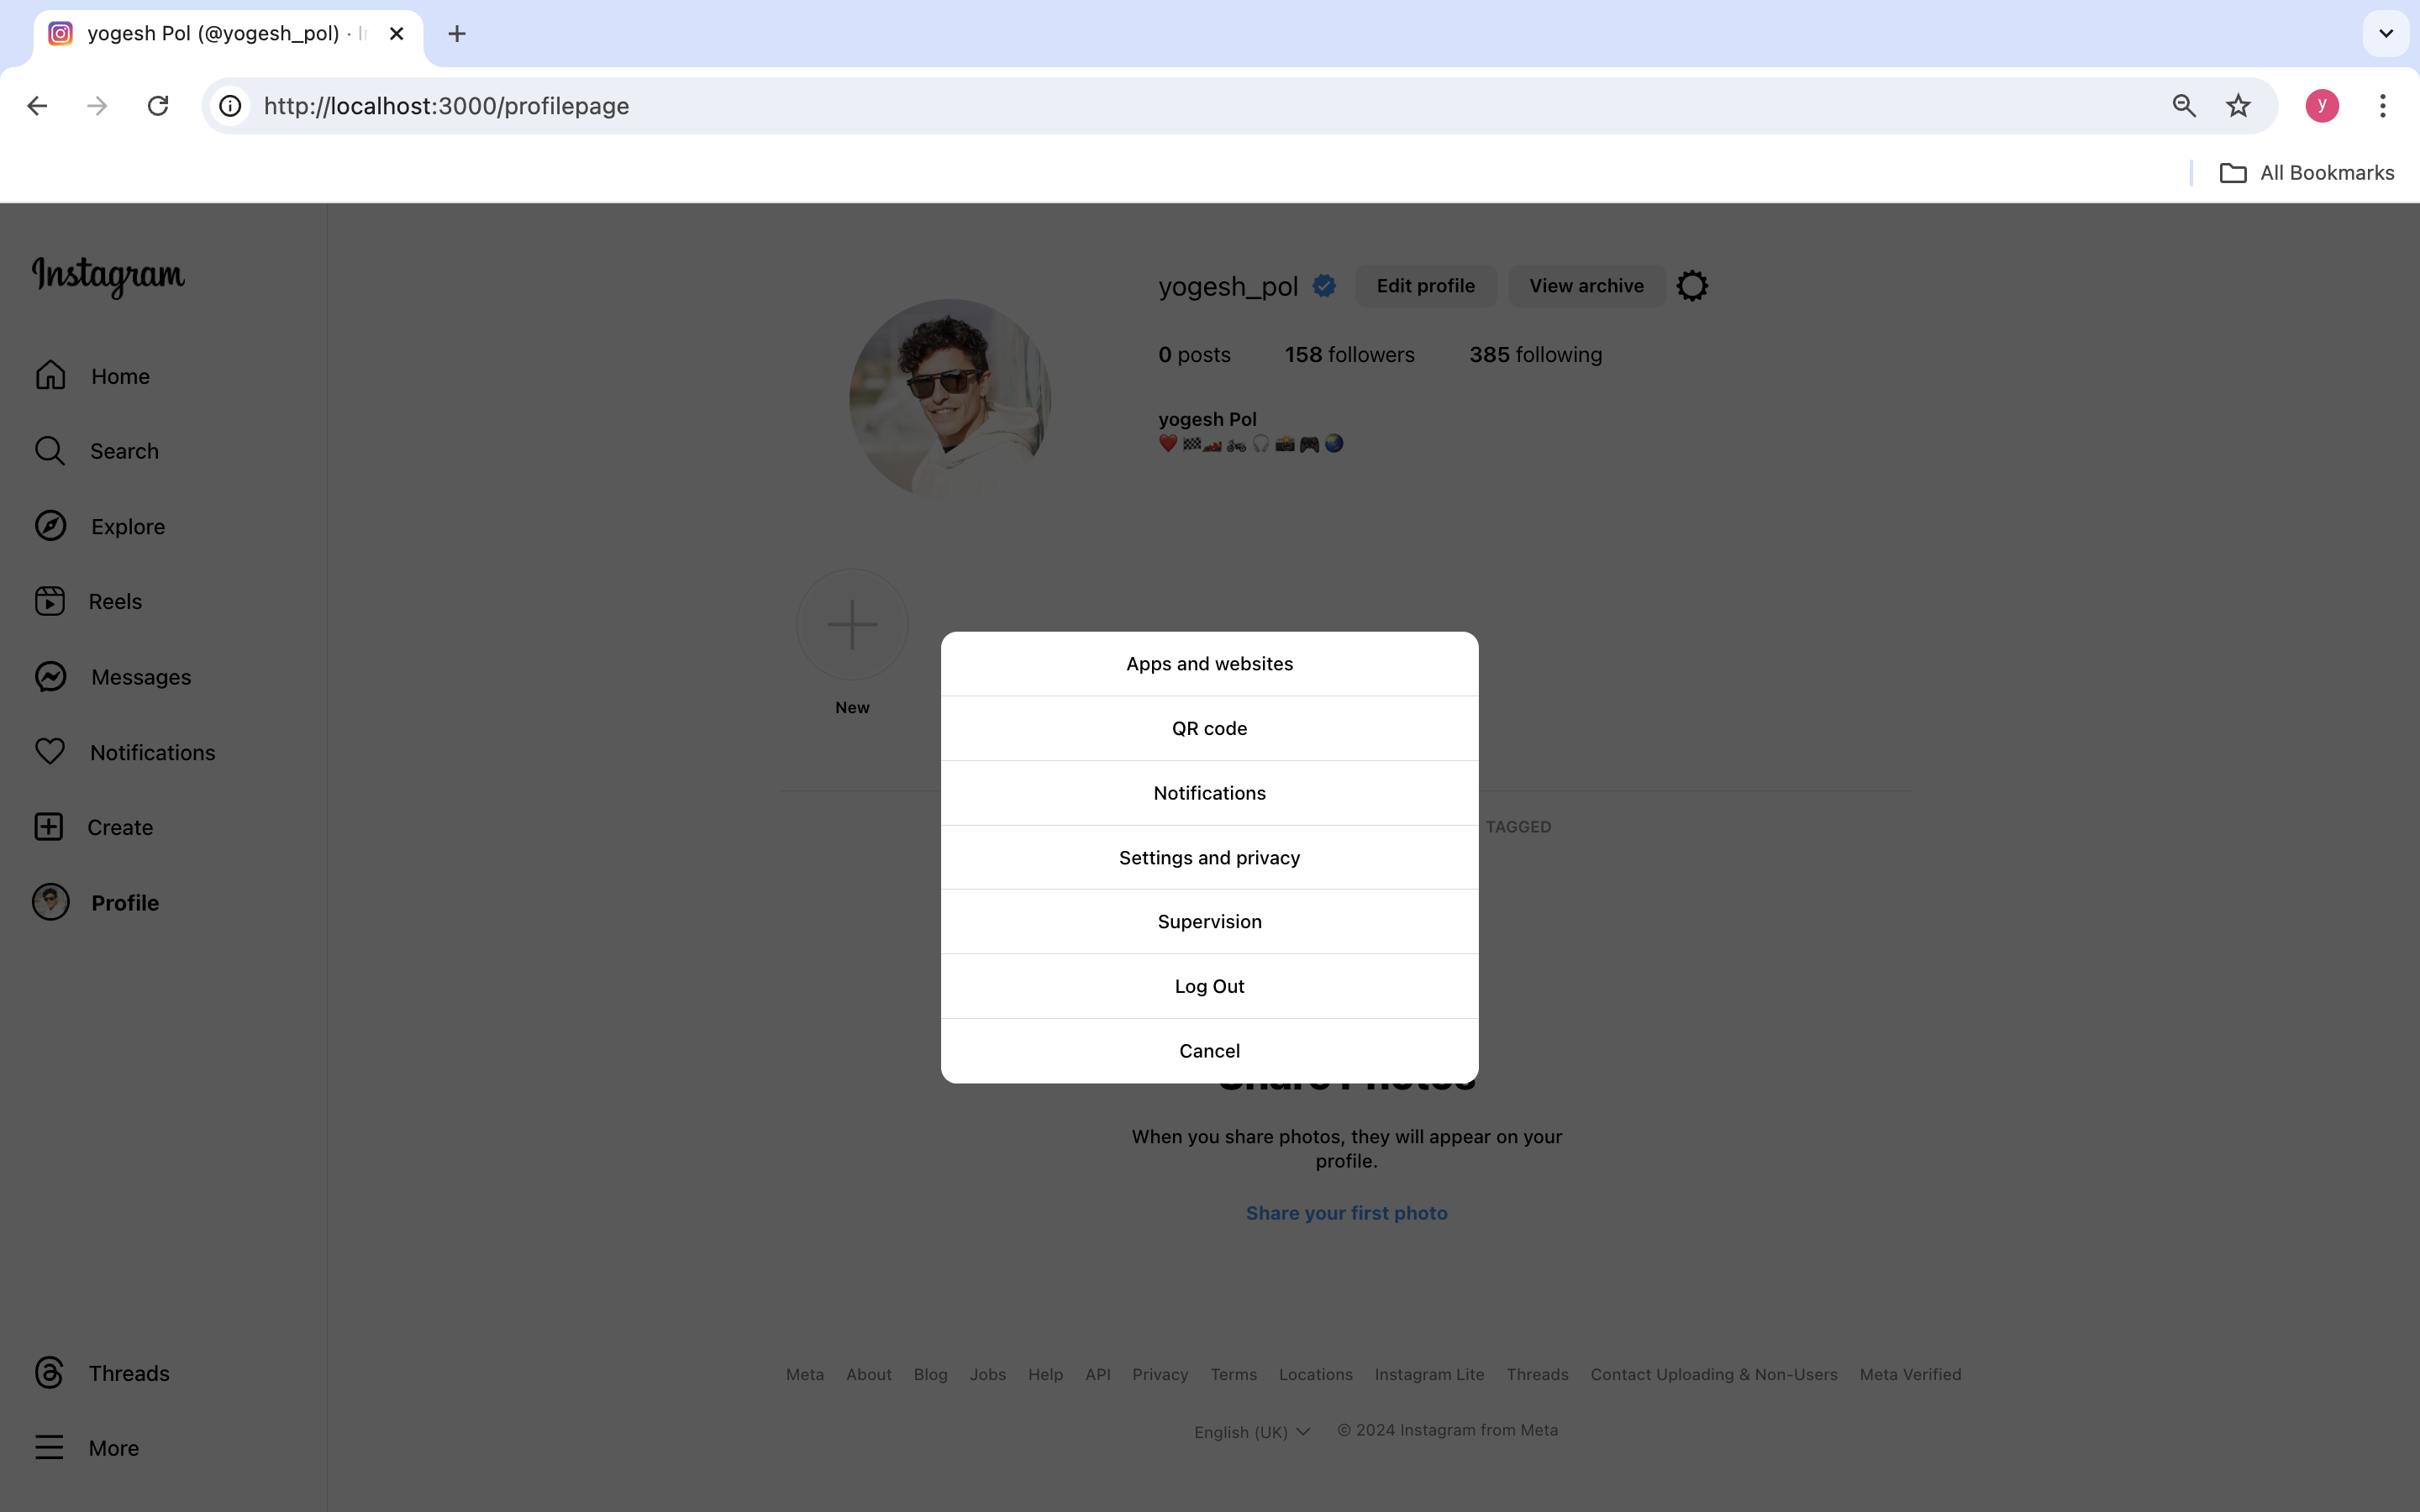 yogesh Pol (@yogesh_pol) ·
http://localhost:3000/profilepage
y
All Bookmarks
Instagram
Home
Search
Explore
Reels
Messages
Notifications
Create
Profile
Threads
More
yogesh_pol
Edit profile
View archive
0 posts
158 followers
385 following
yogesh Pol
❤️ 🏁🏎️🏍️🎧📸🎮🌏
New
TAGGED
Apps and websites
QR code
Notifications
Settings and privacy
Supervision
Log Out
Cancel
Share Photos
When you share photos, they will appear on your
profile.
Share your first photo
Meta About Blog Jobs Help API Privacy Terms Locations Instagram Lite Threads Contact Uploading & Non-Users Meta Verified
English (UK)
© 2024 Instagram from Meta